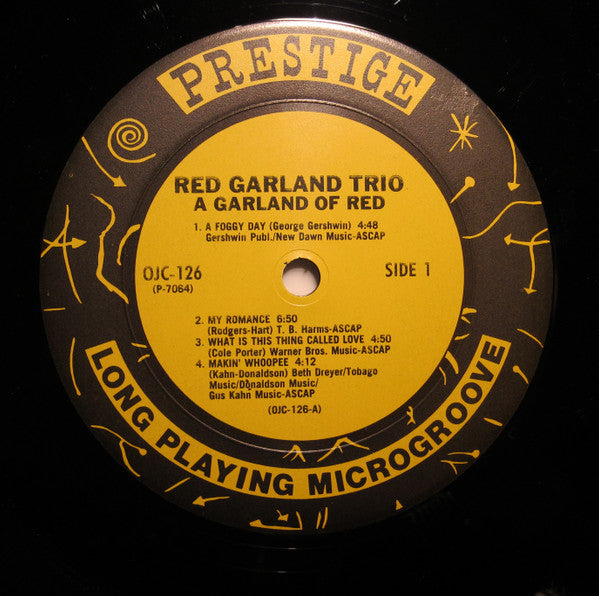 PRESTIGE
RED GARLAND TRIO
A GARLAND OF RED
1. A FOGGY DAY (George Gershwin) 4:48
Gershwin Publ./New Dawn Music-ASCAP
OJC-126
(P-7064)
SIDE 1
2. MY ROMANCE 6:50
(Rodgers-Hart) T. B. Harms-ASCAP
3. WHAT IS THIS THING CALLED LOVE 4:50
(Cole Porter) Warner Bros. Music-ASCAP
4. MAKIN' WHOOPEE 4:12
(Kahn-Donaldson) Beth Dreyer/Tobago
Music/Donaldson Music/
Gus Kahn Music-ASCAP
(OJC-126-A)
LONG PLAYING MICROGROOVE